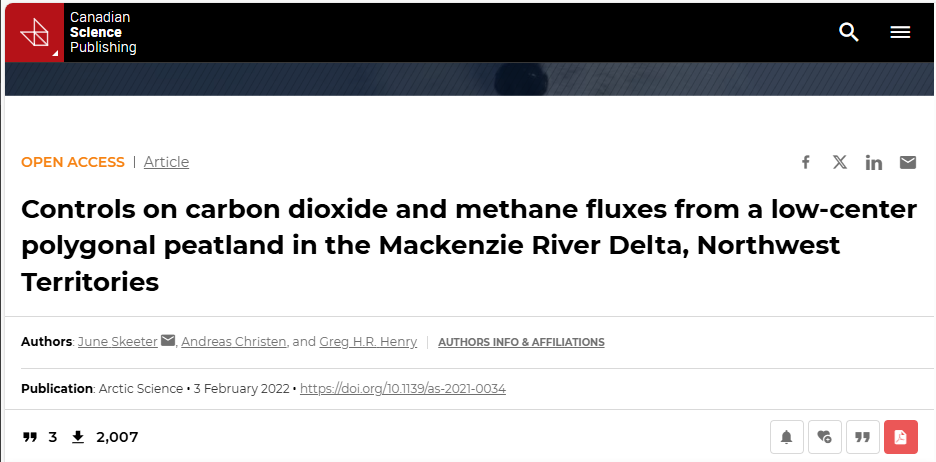 Canadian
Science
Publishing
OPEN ACCESS | Article
Controls on carbon dioxide and methane fluxes from a low-center
polygonal peatland in the Mackenzie River Delta, Northwest
Territories
Authors: June Skeeter, Andreas Christen, and Greg H.R. Henry | AUTHORS INFO & AFFILIATIONS
Publication: Arctic Science • 3 February 2022 • https://doi.org/10.1139/as-2021-0034
3 2,007